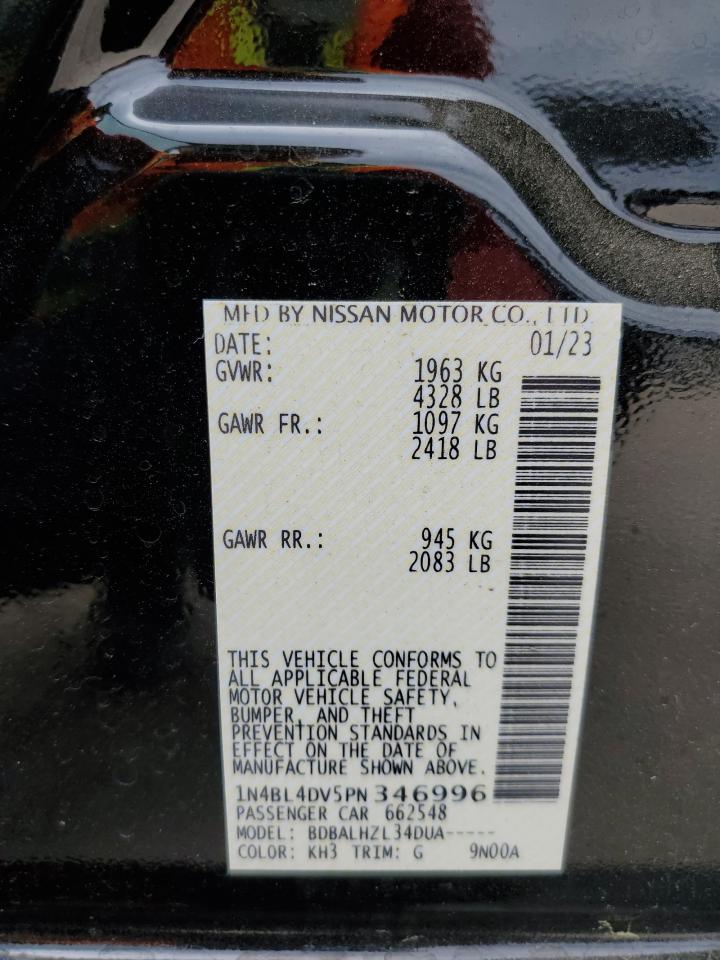 MFD BY NISSAN MOTOR CO., LTD.
DATE: 01/23
GVWR: 1963 KG
4328 LB
GAWR FR.: 1097 KG
2418 LB
GAWR RR.: 945 KG
2083 LB
THIS VEHICLE CONFORMS TO
ALL APPLICABLE FEDERAL
MOTOR VEHICLE SAFETY,
BUMPER, AND THEFT
PREVENTION STANDARDS IN
EFFECT ON THE DATE OF
MANUFACTURE SHOWN ABOVE.
1N4BL4DV5PN346996
PASSENGER CAR 662548
MODEL: BDBALHZL34DUA-----
COLOR: KH3 TRIM: G 9N00A